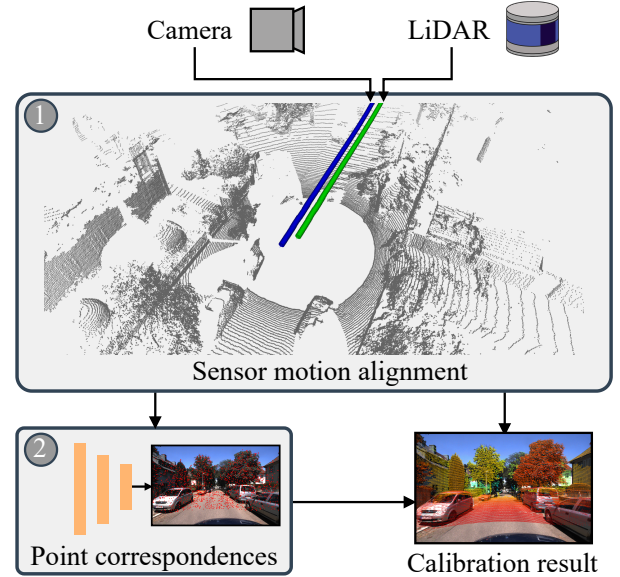 Camera
LiDAR
1
Sensor motion alignment
2
Point correspondences
Calibration result